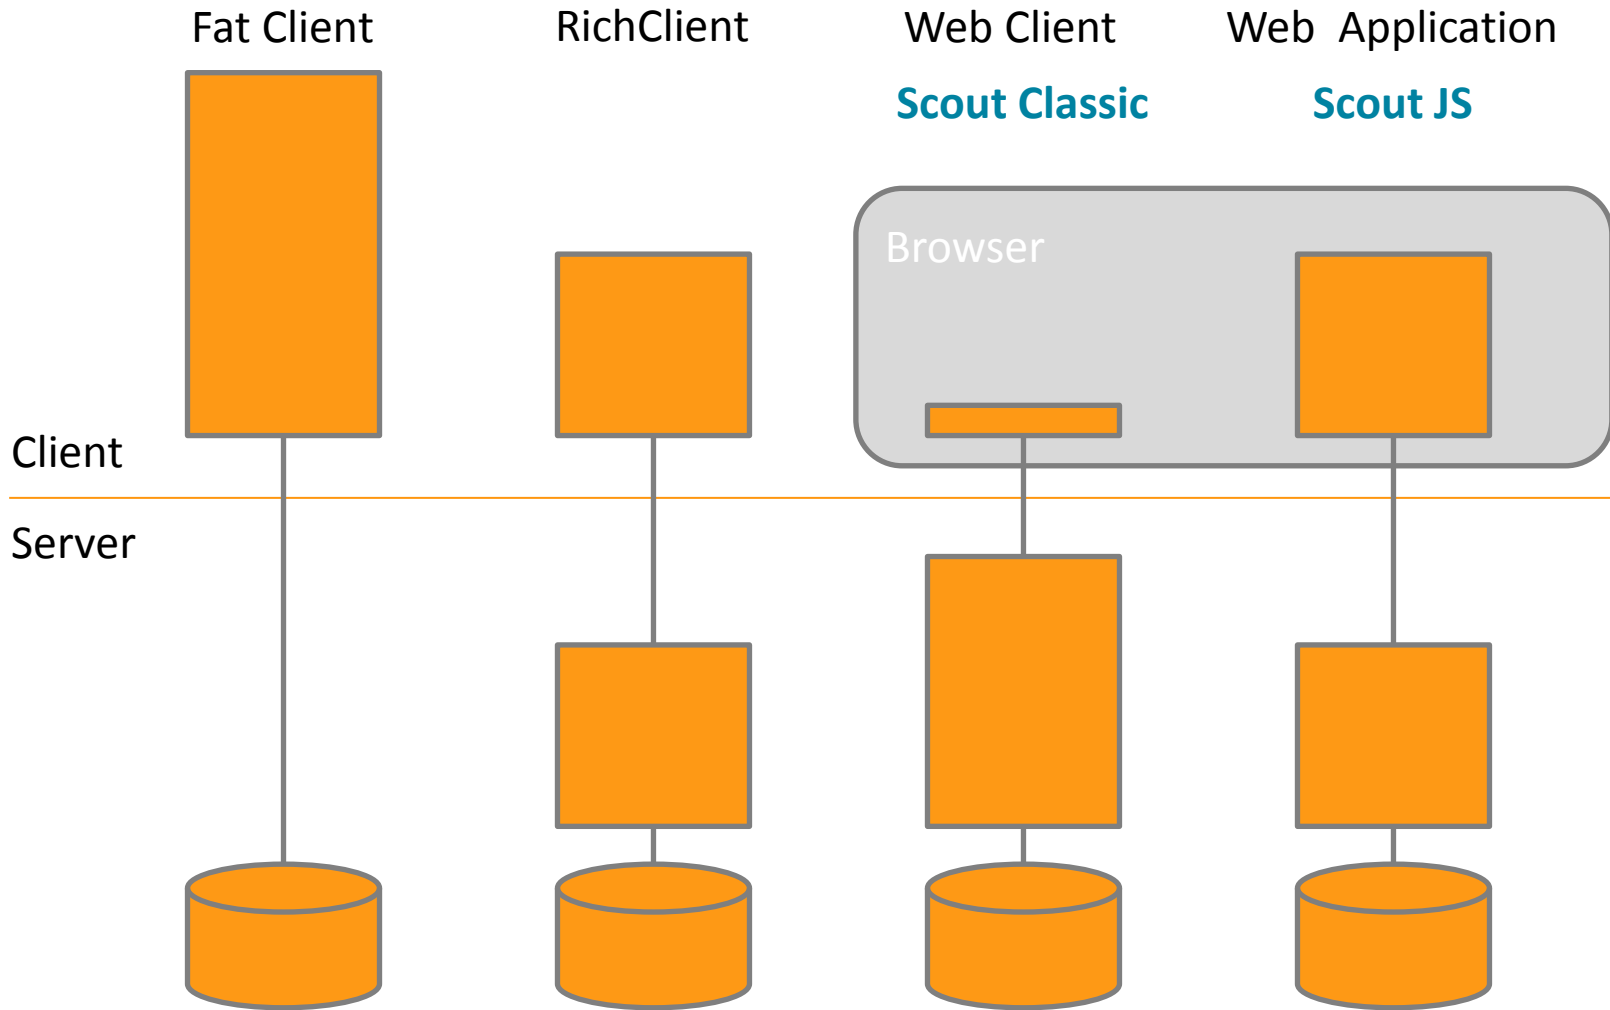 Fat Client
RichClient
Web Client
Web  Application
Scout Classic
Scout JS
Browser
Client
Server